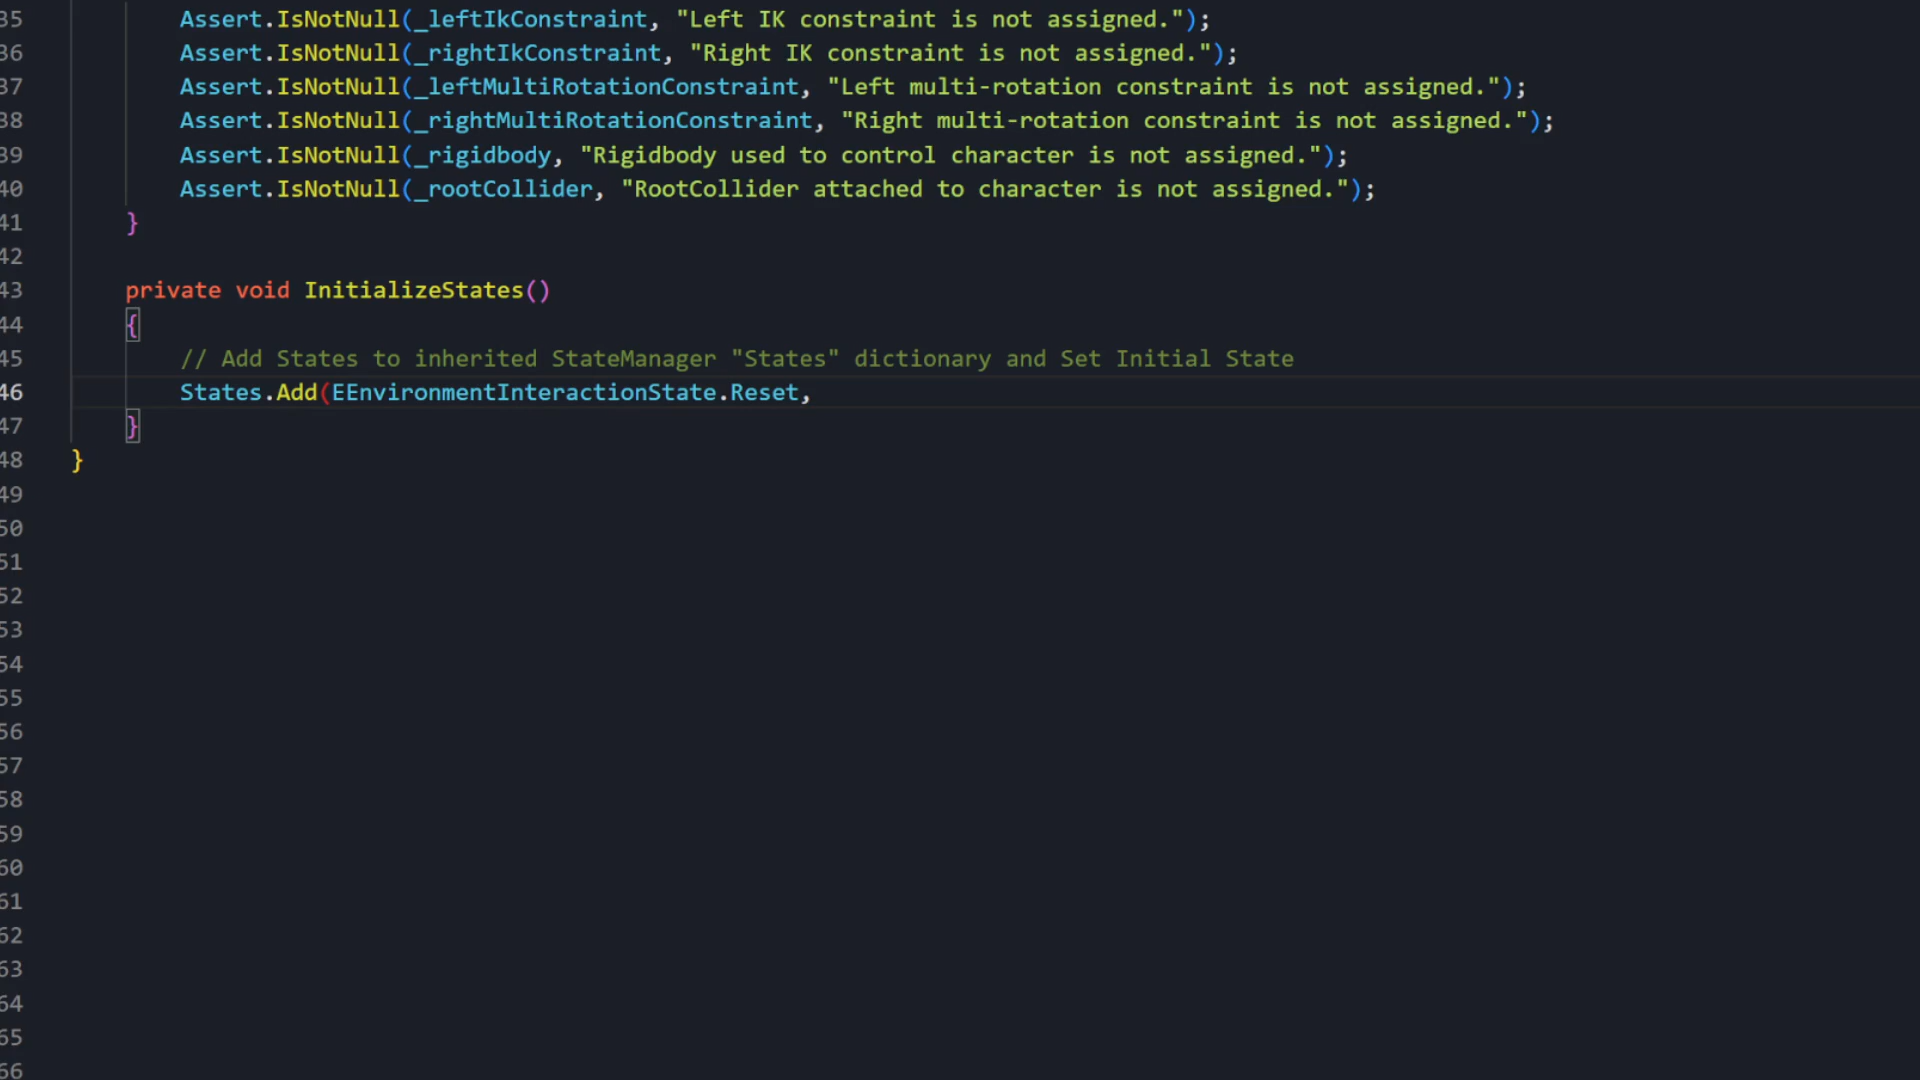 35 Assert.IsNotNull(_leftIkConstraint, "Left IK constraint is not assigned.");
36 Assert.IsNotNull(_rightIkConstraint, "Right IK constraint is not assigned.");
37 Assert.IsNotNull(_leftMultiRotationConstraint, "Left multi-rotation constraint is not assigned.");
38 Assert.IsNotNull(_rightMultiRotationConstraint, "Right multi-rotation constraint is not assigned.");
39 Assert.IsNotNull(_rigidbody, "Rigidbody used to control character is not assigned.");
40 Assert.IsNotNull(_rootCollider, "RootCollider attached to character is not assigned.");
41 }
42
43 private void InitializeStates()
44 {
45 // Add States to inherited StateManager "States" dictionary and Set Initial State
46 States.Add(EEnvironmentInteractionState.Reset,
47 }
48 }
49
50
51
52
53
54
55
56
57
58
59
60
61
62
63
64
65
66